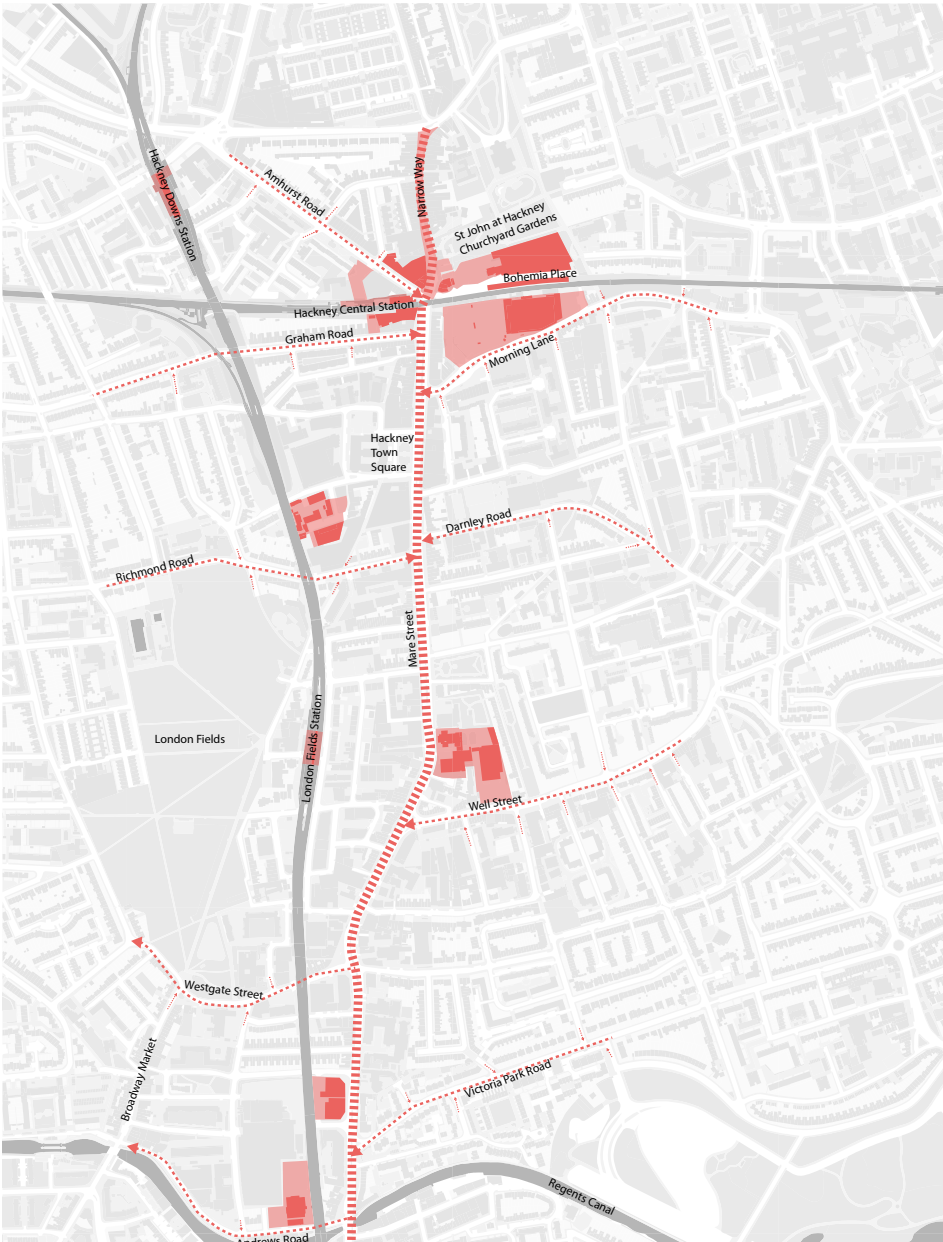 Hackney Downs Station
Amhurst Road
Narrow Way
St John at Hackney
Churchyard Gardens
Bohemia Place
Hackney Central Station
Graham Road
Morning Lane
Hackney
Town
Square
Darnley Road
Richmond Road
Mare Street
London Fields Station
London Fields
Well Street
Westgate Street
Broadway Market
Victoria Park Road
Regents Canal
Andrews Road